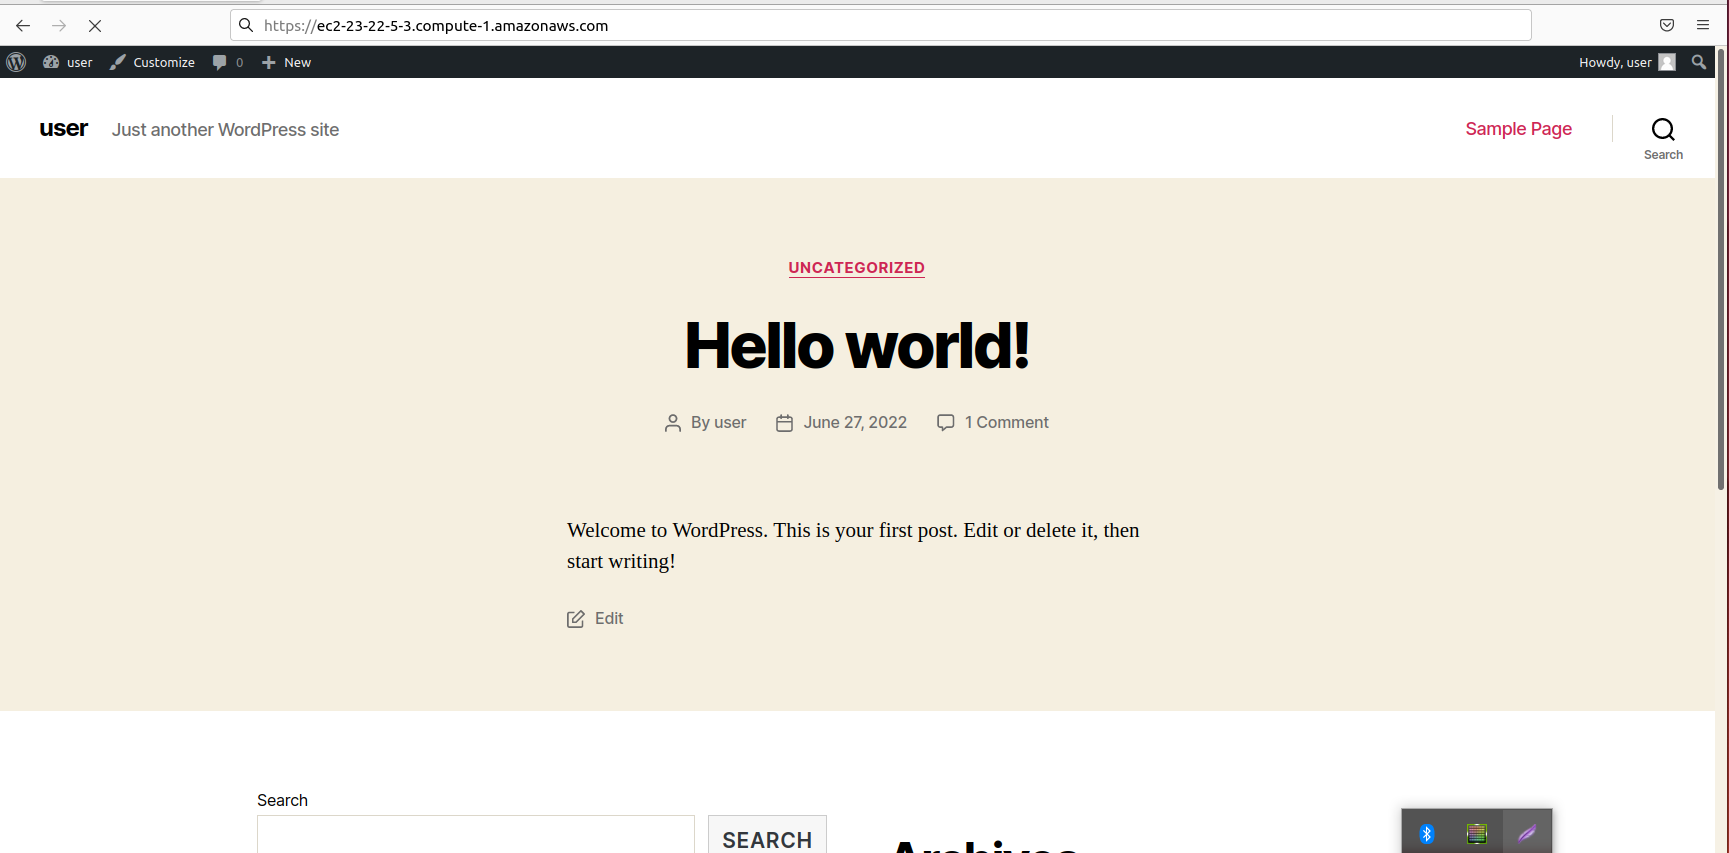 https://ec2-23-22-5-3.compute-1.amazonaws.com
user Customize 0 New Howdy, user
user Just another WordPress site Sample Page
Search
UNCATEGORIZED
Hello world!
By user June 27, 2022 1 Comment
Welcome to WordPress. This is your first post. Edit or delete it, then
start writing!
Edit
Search
SEARCH
Archives